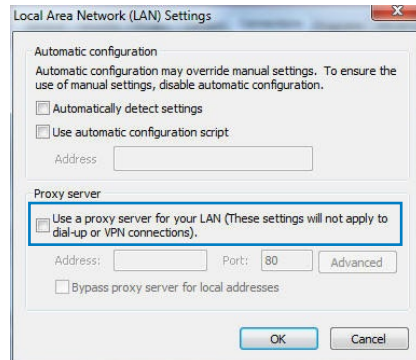 Local Area Network (LAN) Settings
Automatic configuration
Automatic configuration may override manual settings. To ensure the
use of manual settings, disable automatic configuration.
Automatically detect settings
Use automatic configuration script
Address
Proxy server
Use a proxy server for your LAN (These settings will not apply to
dial-up or VPN connections).
Address: Port: 80 Advanced
Bypass proxy server for local addresses
OK Cancel